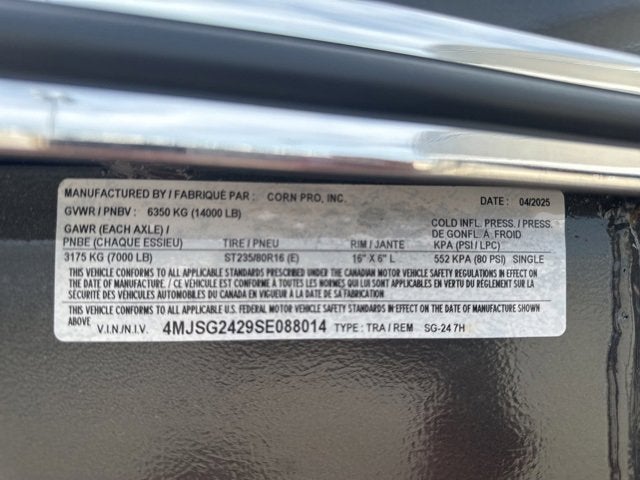 MANUFACTURED BY / FABRIQUÉ PAR : CORN PRO, INC. DATE : 04/2025
GVWR / PNBV : 6350 KG (14000 LB)
GAWR (EACH AXLE) / COLD INFL. PRESS. / PRESS.
PNBE (CHAQUE ESSIEU) TIRE / PNEU RIM / JANTE DE GONFL. À FROID
KPA (PSI / LPC)
3175 KG (7000 LB) ST235/80R16 (E) 16" X 6" L 552 KPA (80 PSI) SINGLE
THIS VEHICLE CONFORMS TO ALL APPLICABLE STANDARDS PRESCRIBED UNDER THE CANADIAN MOTOR VEHICLE SAFETY REGULATIONS IN EFFECT ON
THE DATE OF MANUFACTURE / CE VÉHICULE EST CONFORME À TOUTES LES NORMES QUI LUI SONT APPLICABLES EN VERTU DU RÈGLEMENT SUR LA
SÉCURITÉ DES VÉHICULES AUTOMOBILES DU CANADA EN VIGUEUR À LA DATE DE SA FABRICATION.
THIS VEHICLE CONFORMS TO ALL APPLICABLE U.S. FEDERAL MOTOR VEHICLE SAFETY STANDARDS IN EFFECT ON THE DATE OF MANUFACTURE SHOWN
ABOVE
V.I.N./N.I.V. 4MJSG2429SE088014 TYPE : TRA / REM SG-24 7H